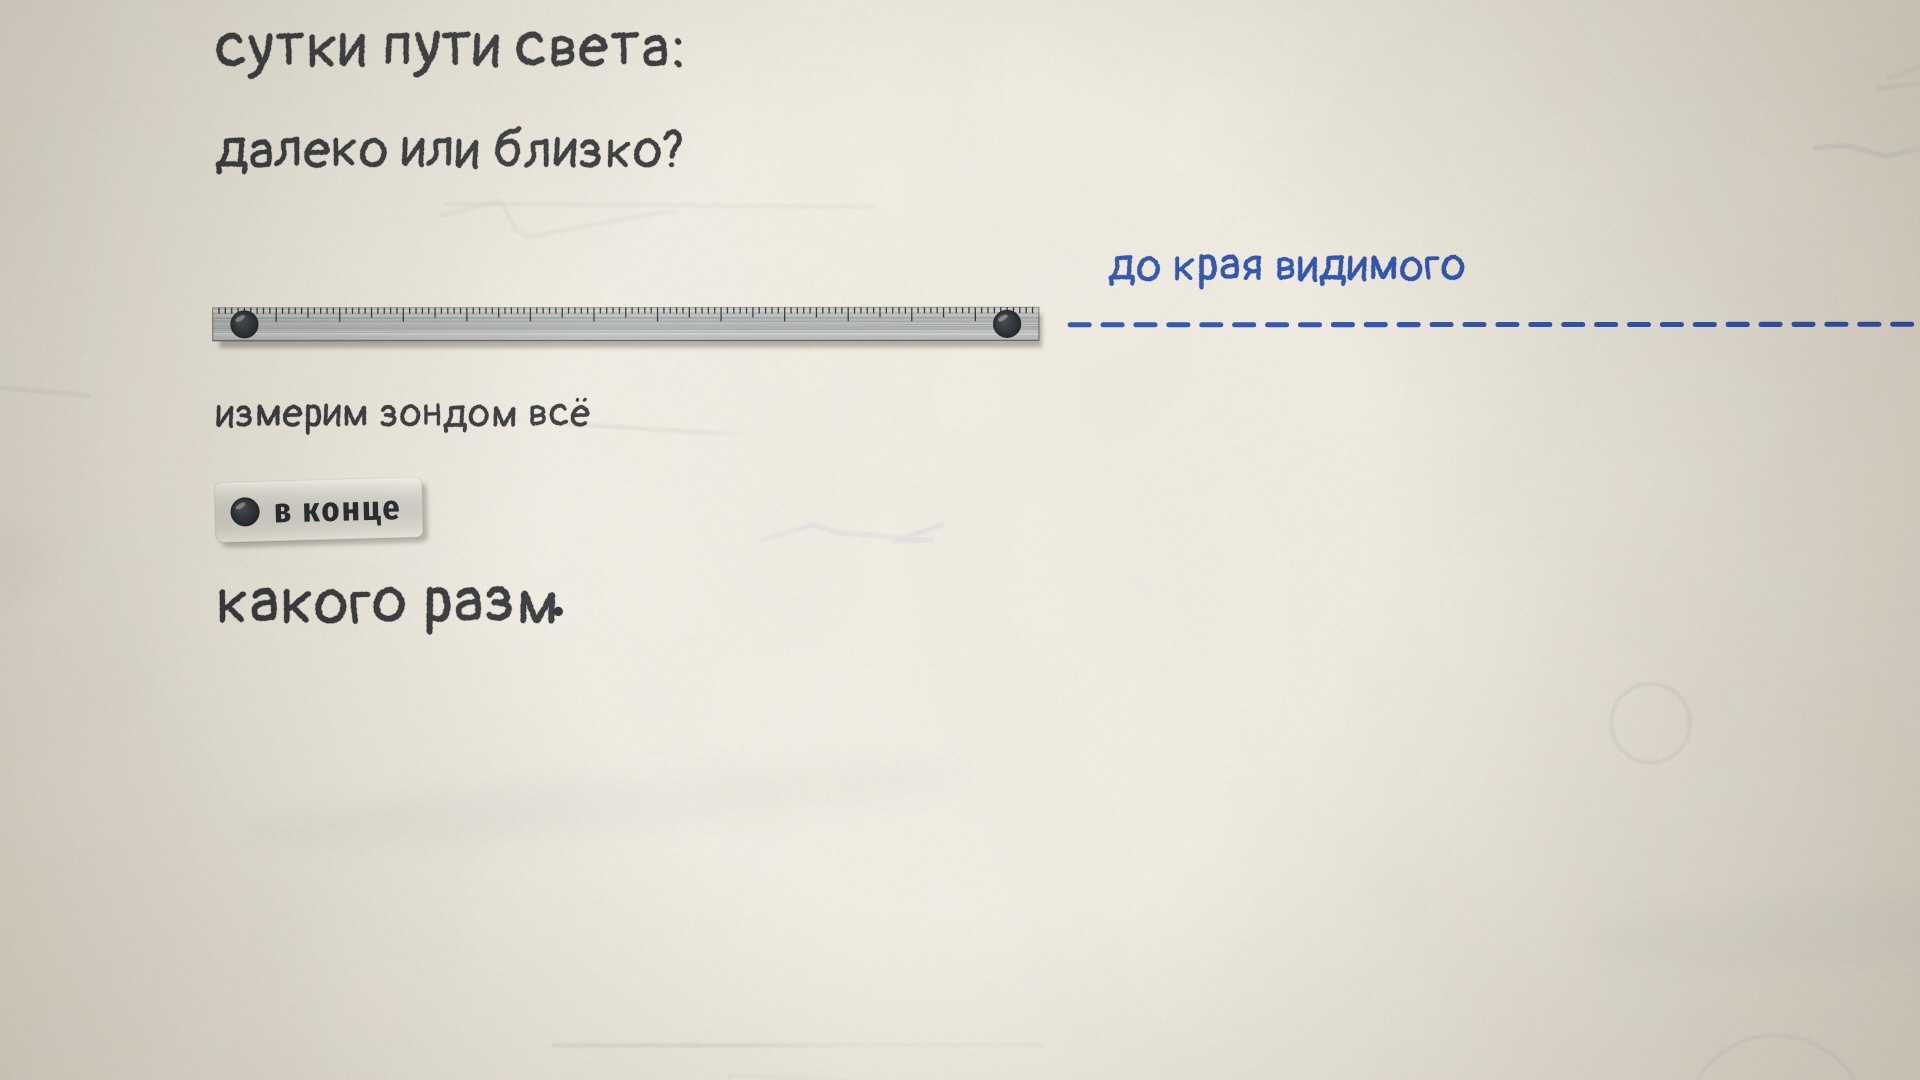 сутки пути света:
далеко или близко?
до края видимого
измерим зондом всё
в конце
какого разм